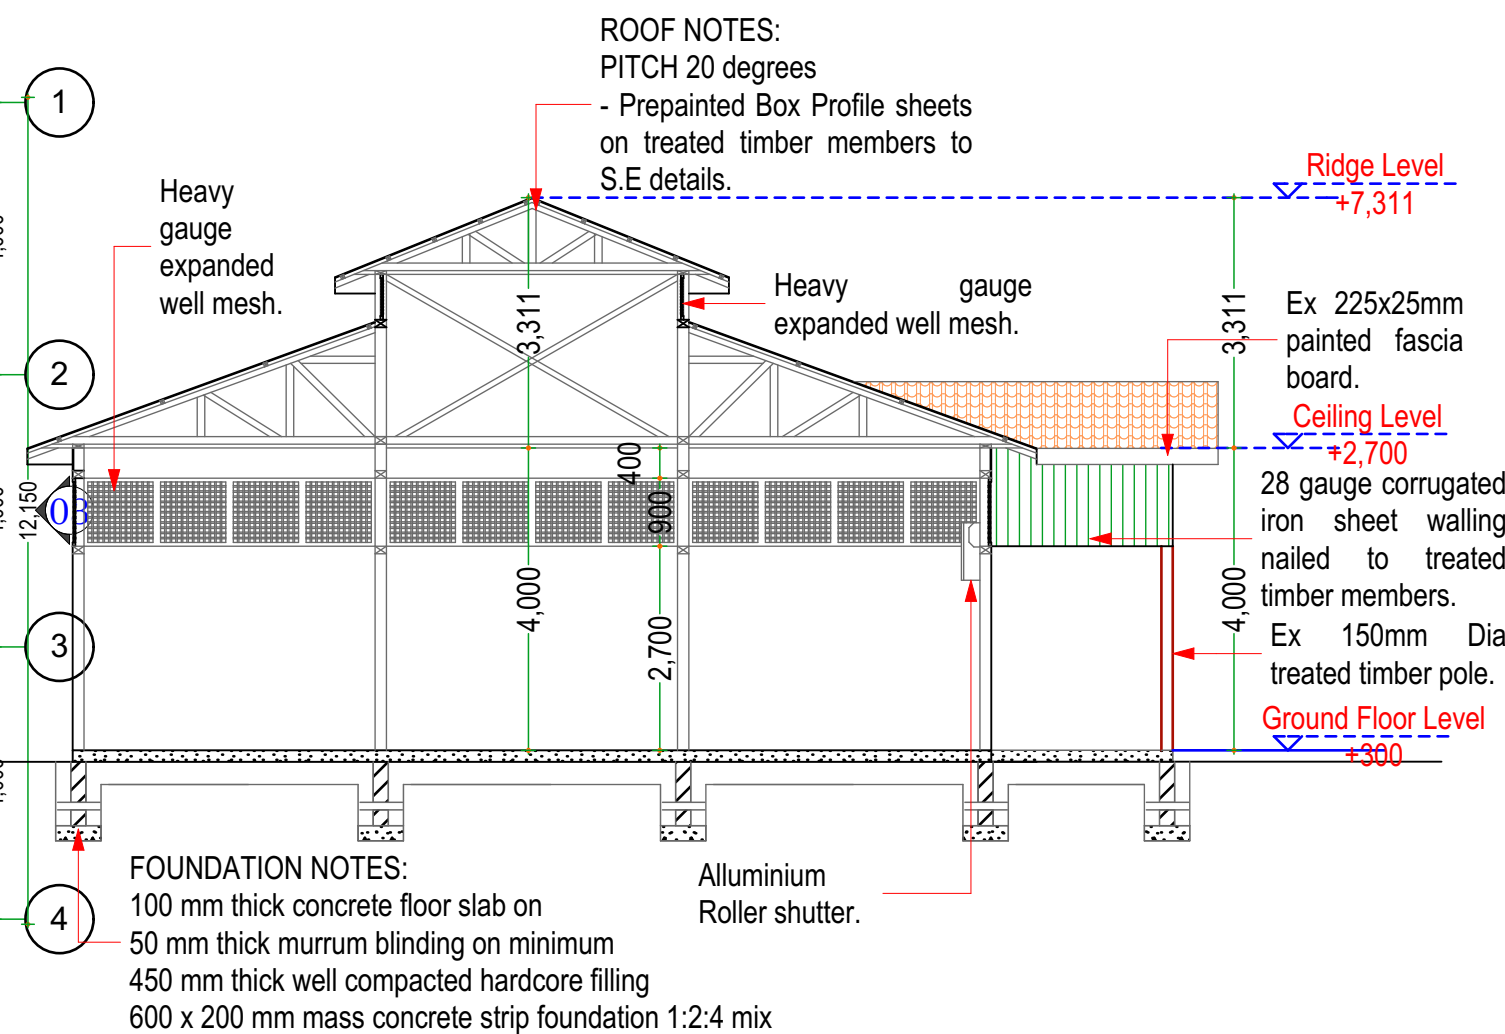 ROOF NOTES:
PITCH 20 degrees
- Prepainted Box Profile sheets
on treated timber members to
S.E details.
1
Ridge Level
+7,311
Heavy
gauge
expanded
well mesh.
Heavy gauge
expanded well mesh.
3,311
3,311
Ex 225x25mm
painted fascia
board.
2
Ceiling Level
+2,700
400
900
12,150
03
28 gauge corrugated
iron sheet walling
nailed to treated
timber members.
4,000
2,700
4,000
3
Ex 150mm Dia
treated timber pole.
Ground Floor Level
+300
FOUNDATION NOTES:
100 mm thick concrete floor slab on
50 mm thick murrum blinding on minimum
450 mm thick well compacted hardcore filling
600 x 200 mm mass concrete strip foundation 1:2:4 mix
4
Alluminium
Roller shutter.